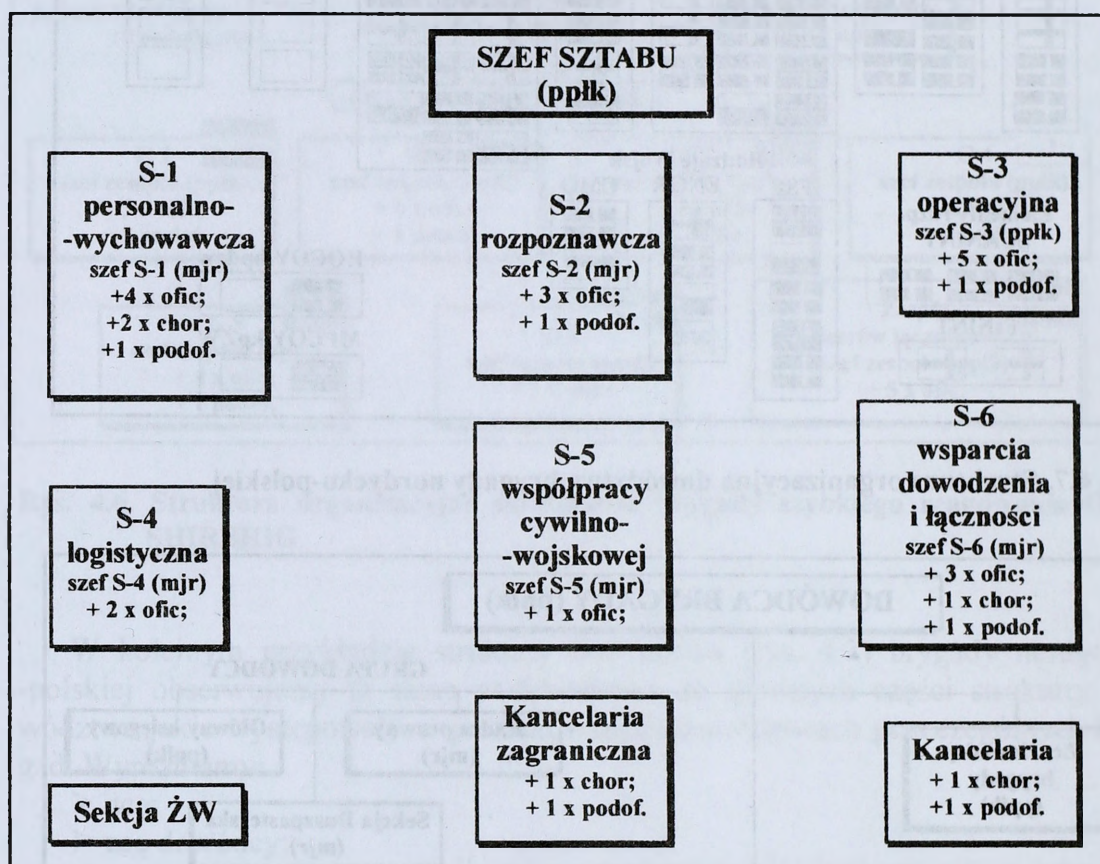 SZEF SZTABU
(ppłk)
S-1
personalno-
-wychowawcza
szef S-1 (mjr)
+4 x ofic;
+2 x chor;
+1 x podof.
S-2
rozpoznawcza
szef S-2 (mjr)
+ 3 x ofic;
+ 1 x podof.
S-3
operacyjna
szef S-3 (ppłk)
+ 5 x ofic;
+ 1 x podof.
S-4
logistyczna
szef S-4 (mjr)
+ 2 x ofic;
S-5
współpracy
cywilno-
-wojskowej
szef S-5 (mjr)
+ 1 x ofic;
S-6
wsparcia
dowodzenia
i łączności
szef S-6 (mjr)
+ 3 x ofic;
+ 1 x chor;
+ 1 x podof.
Sekcja ŻW
Kancelaria
zagraniczna
+ 1 x chor;
+ 1 x podof.
Kancelaria
+ 1 x chor;
+1 x podof.